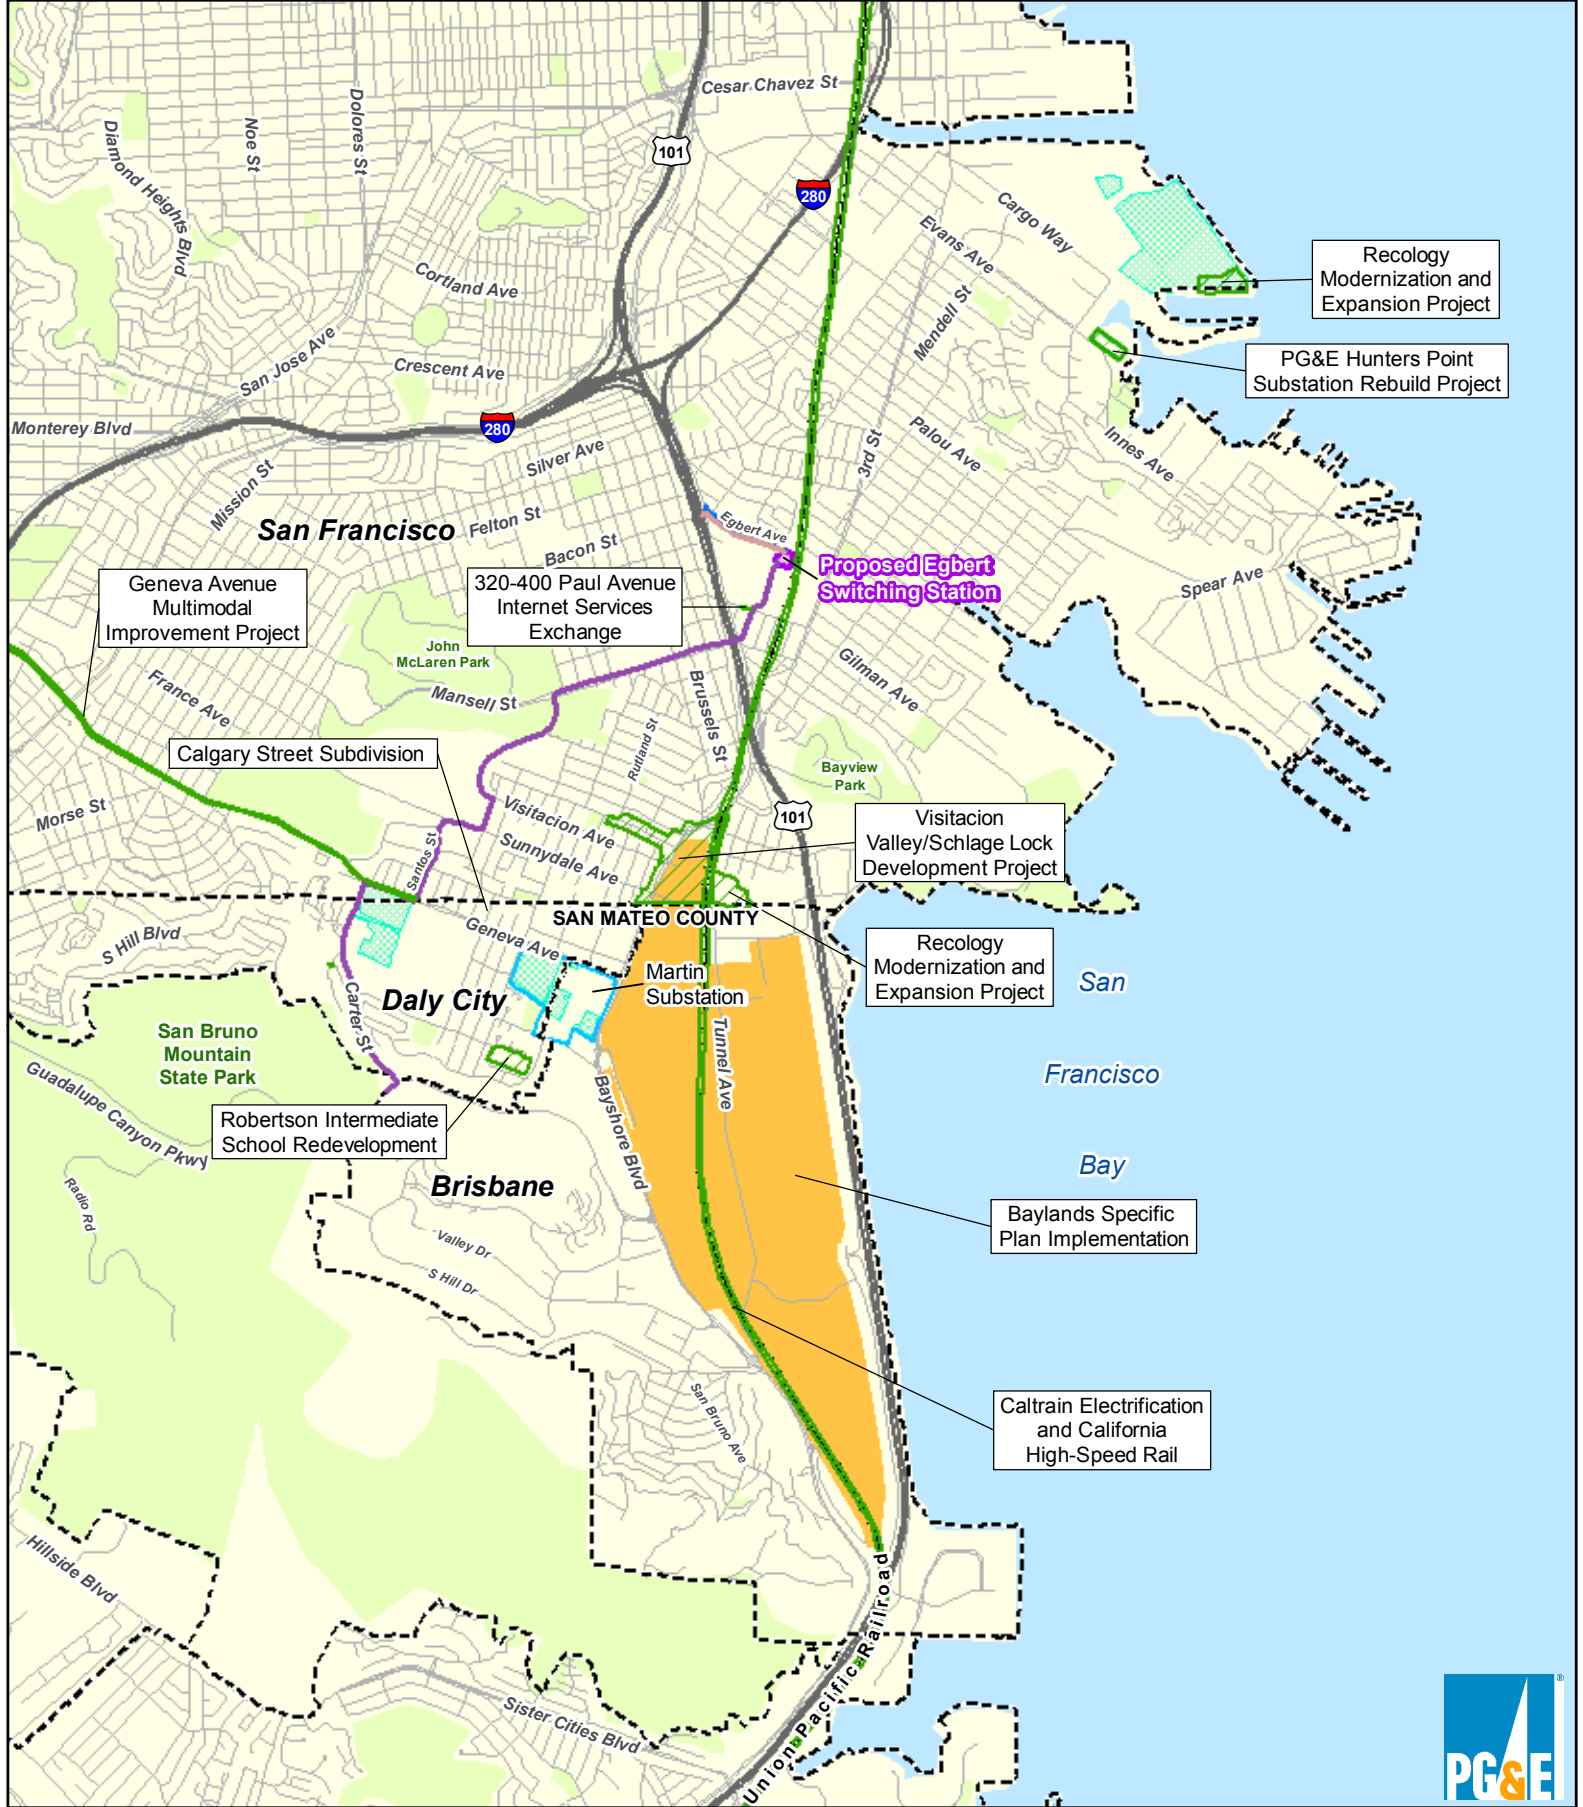 Cesar Chavez St
Dolores St
Noe St
Diamond Heights Blvd
101
280
Cargo Way
Evans Ave
Cortland Ave
Mendell St
Recology
Modernization and
Expansion Project
San Jose Ave
Crescent Ave
PG&E Hunters Point
Substation Rebuild Project
Monterey Blvd
280
Silver Ave
3rd St
Palou Ave
Innes Ave
Mission St
San Francisco
Felton St
Egbert Ave
Bacon St
Proposed Egbert
Switching Station
Spear Ave
Geneva Avenue
Multimodal
Improvement Project
320-400 Paul Avenue
Internet Services
Exchange
John
McLaren Park
Mansell St
France Ave
Brussels St
Gilman Ave
Rutland St
Calgary Street Subdivision
Bayview
Park
Morse St
Visitacion Ave
Sunnydale Ave
Santos St
101
Visitacion
Valley/Schlage Lock
Development Project
SAN MATEO COUNTY
S Hill Blvd
Geneva Ave
Recology
Modernization and
Expansion Project
Martin
Substation
Daly City
Carter St
San
Francisco
Bay
San Bruno
Mountain
State Park
Tunnel Ave
Guadalupe Canyon Pkwy
Bayshore Blvd
Robertson Intermediate
School Redevelopment
Brisbane
Radio Rd
Valley Dr
S Hill Dr
Baylands Specific
Plan Implementation
San Bruno Ave
Caltrain Electrification
and California
High-Speed Rail
Hillside Blvd
Union Pacific Railroad
Sister Cities Blvd
PG&E
®